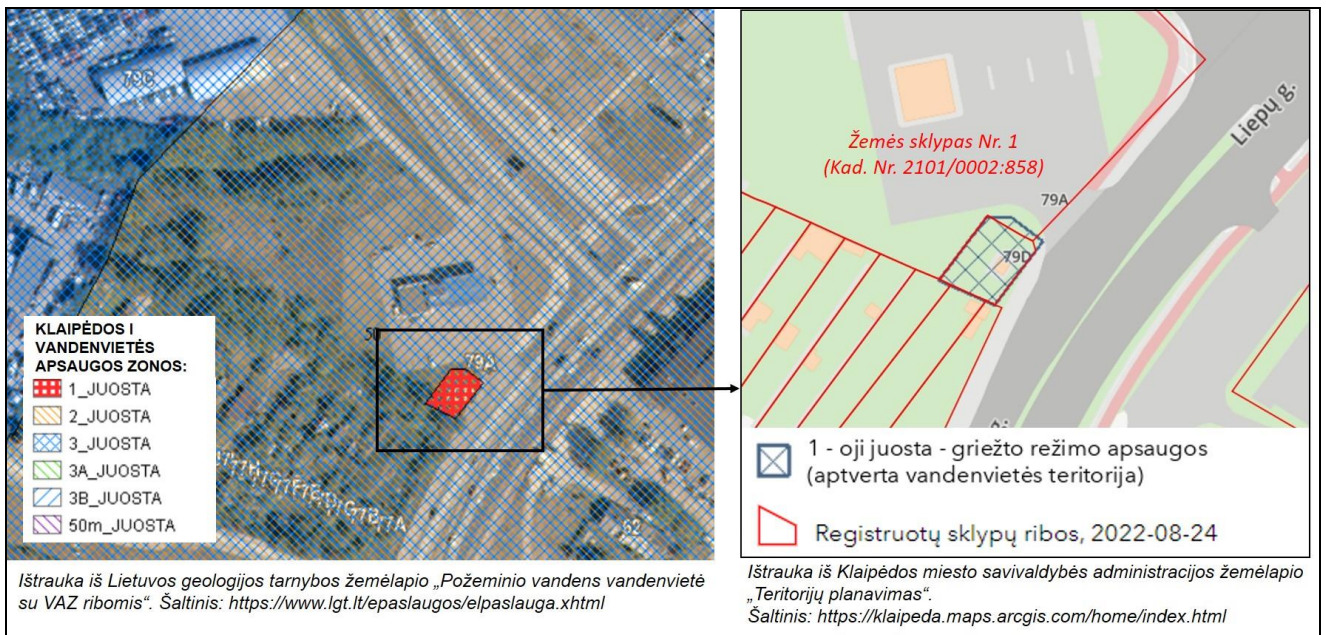 79C
50
79A
62
KLAIPĖDOS I
VANDENVIETĖS
APSAUGOS ZONOS:
1_JUOSTA
2_JUOSTA
3_JUOSTA
3A_JUOSTA
3B_JUOSTA
50m_JUOSTA
Ištrauka iš Lietuvos geologijos tarnybos žemėlapio „Požeminio vandens vandenvietė
su VAZ ribomis“. Šaltinis: https://www.lgt.lt/epaslaugos/elpaslauga.xhtml
Liepų g.
Žemės sklypas Nr. 1
(Kad. Nr. 2101/0002:858)
79A
79D
1 - oji juosta - griežto režimo apsaugos
(aptverta vandenvietės teritorija)
Registruotų sklypų ribos, 2022-08-24
Ištrauka iš Klaipėdos miesto savivaldybės administracijos žemėlapio
„Teritorijų planavimas“.
Šaltinis: https://klaipeda.maps.arcgis.com/home/index.html